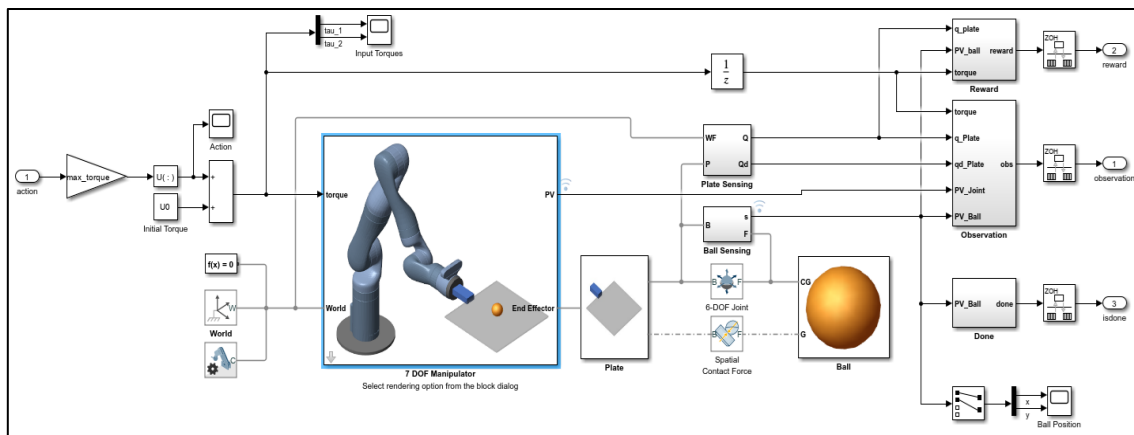 tau_1
tau_2
Input Torques
q_plate
PV_ball
torque
reward
Reward
ZOH
2
reward
1
z
Action
1
action
max_torque
U( : )
+
+
U0
Initial Torque
torque
PV
World
End Effector
7 DOF Manipulator
Select rendering option from the block dialog
f(x) = 0
W
World
C
WF
P
Q
Qd
Plate Sensing
B
s
F
Ball Sensing
torque
q_Plate
qd_Plate
PV_Joint
PV_Ball
obs
Observation
ZOH
1
observation
Plate
B
F
6-DOF Joint
B
F
Spatial
Contact Force
CG
G
Ball
PV_Ball
done
Done
ZOH
3
isdone
x
y
Ball Position